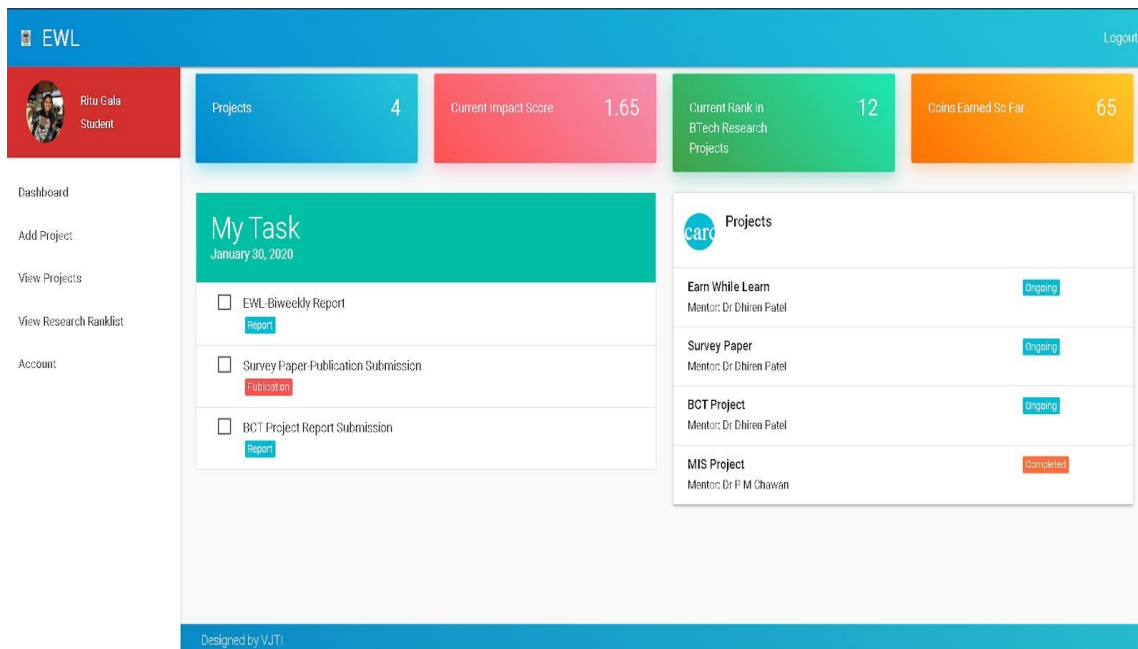 EWL
Logout
Ritu Gala
Student
Dashboard
Add Project
View Projects
View Research Ranklist
Account
Projects
4
Current Impact Score
1.65
Current Rank In
BTech Research
Projects
12
Coins Earned So Far
65
My Task
January 30, 2020
EWL-Biweekly Report
Report
Survey Paper-Publication Submission
Publication
BCT Project Report Submission
Report
card
Projects
Earn While Learn
Ongoing
Mentor: Dr Dhiren Patel
Survey Paper
Ongoing
Mentor: Dr Dhiren Patel
BCT Project
Ongoing
Mentor: Dr Dhiren Patel
MIS Project
Completed
Mentor: Dr P M Chawan
Designed by VJTI